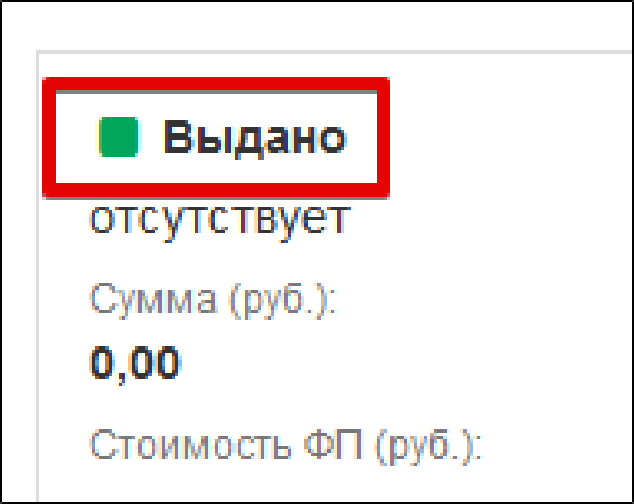 Выдано
отсутствует
Сумма (руб.):
0,00
Стоимость ФП (руб.):